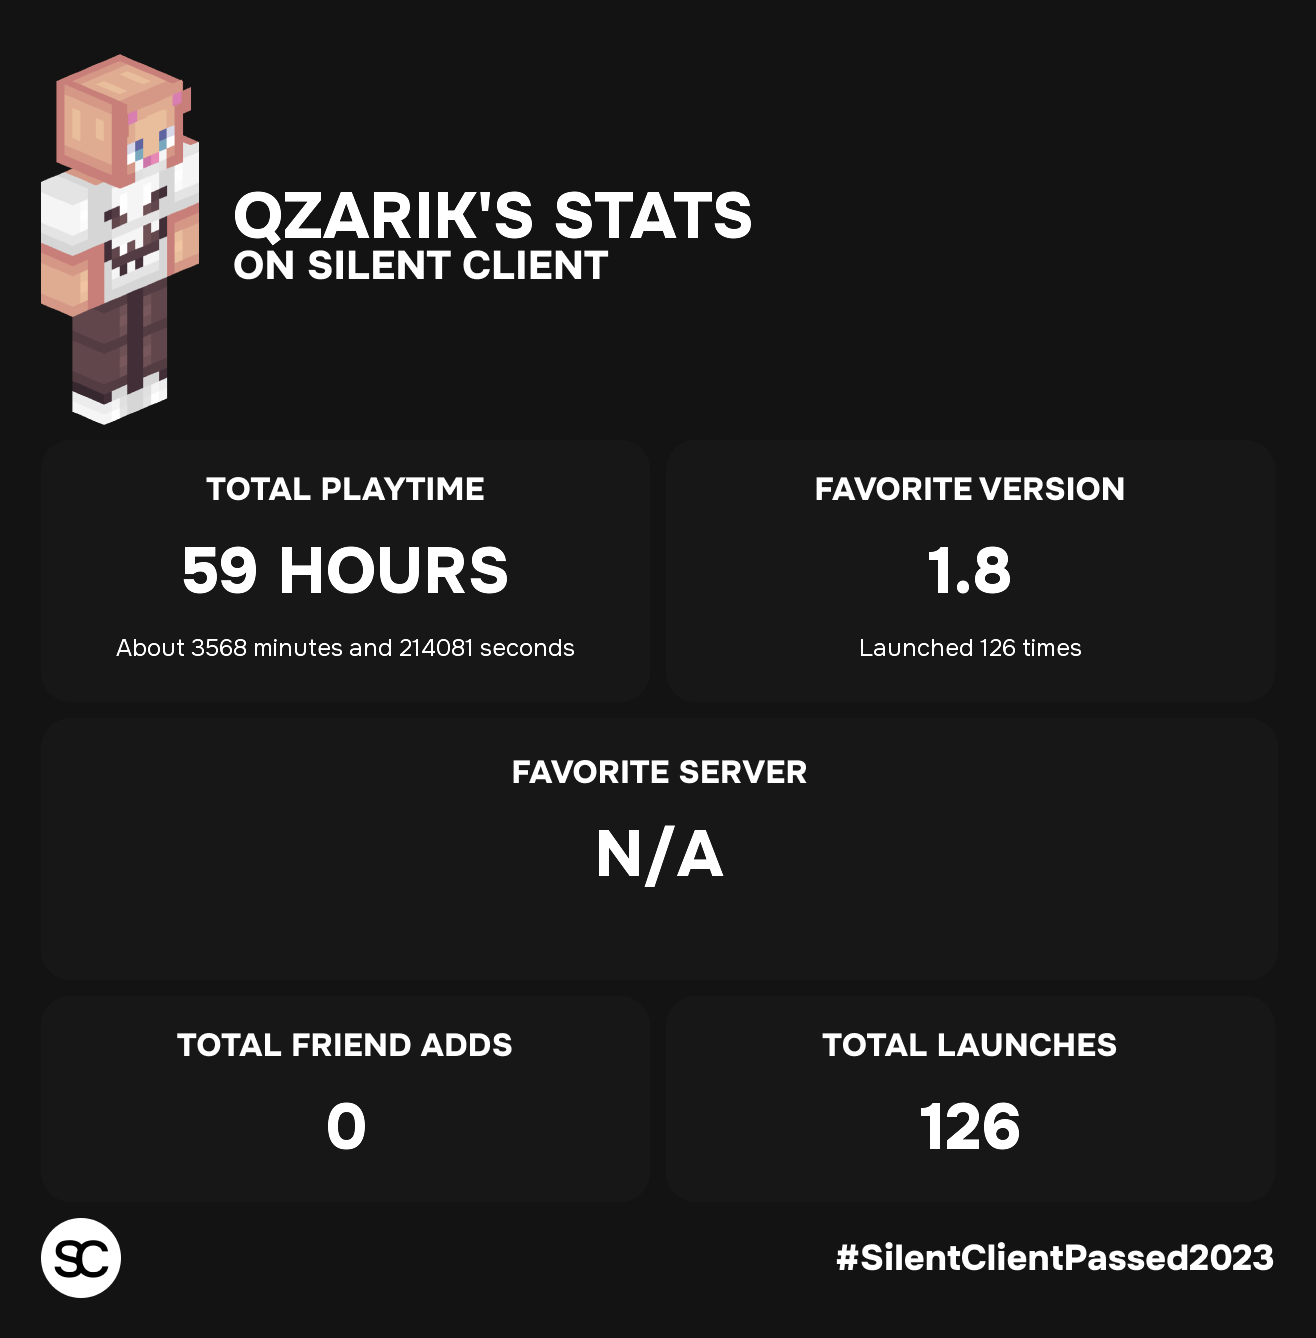 QZARIK'S STATS
ON SILENT CLIENT
TOTAL PLAYTIME
59 HOURS
About 3568 minutes and 214081 seconds
FAVORITE VERSION
1.8
Launched 126 times
FAVORITE SERVER
N/A
TOTAL FRIEND ADDS
0
TOTAL LAUNCHES
126
SC
#SilentClientPassed2023